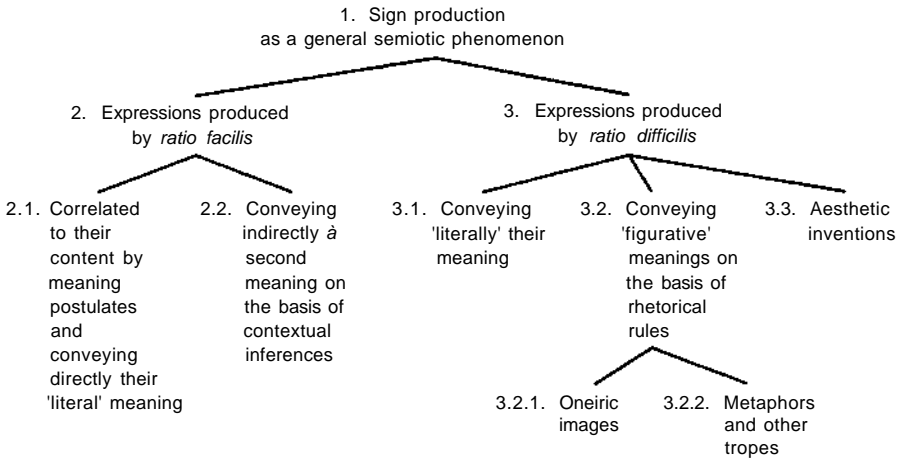 1. Sign production
as a general semiotic phenomenon
2. Expressions produced
by ratio facilis
3. Expressions produced
by ratio difficilis
2.1. Correlated
to their
content by
meaning
postulates
and
conveying
directly their
'literal' meaning
2.2. Conveying
indirectly à
second
meaning on
the basis of
contextual
inferences
3.1. Conveying
'literally' their
meaning
3.2. Conveying
'figurative'
meanings on
the basis of
rhetorical
rules
3.3. Aesthetic
inventions
3.2.1. Oneiric
images
3.2.2. Metaphors
and other
tropes